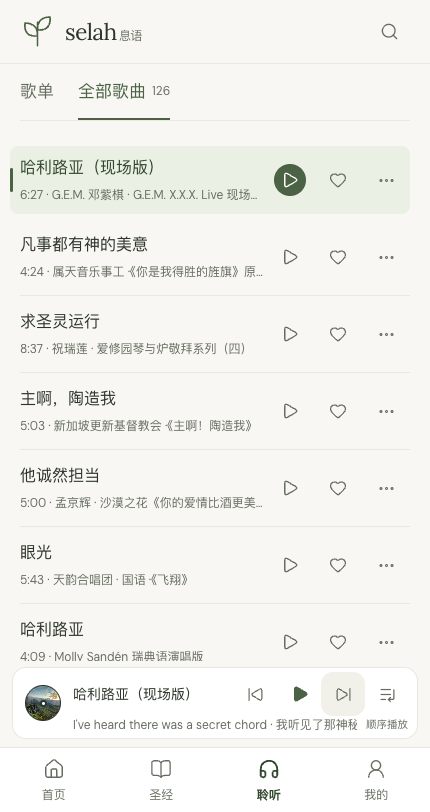 selah 息语
歌单 全部歌曲 126
哈利路亚（现场版）
6:27 · G.E.M. 邓紫棋 · G.E.M. X.X.X. Live 现场…
凡事都有神的美意
4:24 · 属天音乐事工《你是我得胜的旌旗》原…
求圣灵运行
8:37 · 祝瑞莲 · 爱修园琴与炉敬拜系列（四）
主啊，陶造我
5:03 · 新加坡更新基督教会《主啊！陶造我》
他诚然担当
5:00 · 孟京辉 · 沙漠之花《你的爱情比酒更美…
眼光
5:43 · 天韵合唱团 · 国语《飞翔》
哈利路亚
4:09 · Molly Sandén 瑞典语演唱版
哈利路亚（现场版）
I've heard there was a secret chord · 我听见了那神秘 顺序播放
首页 圣经 聆听 我的